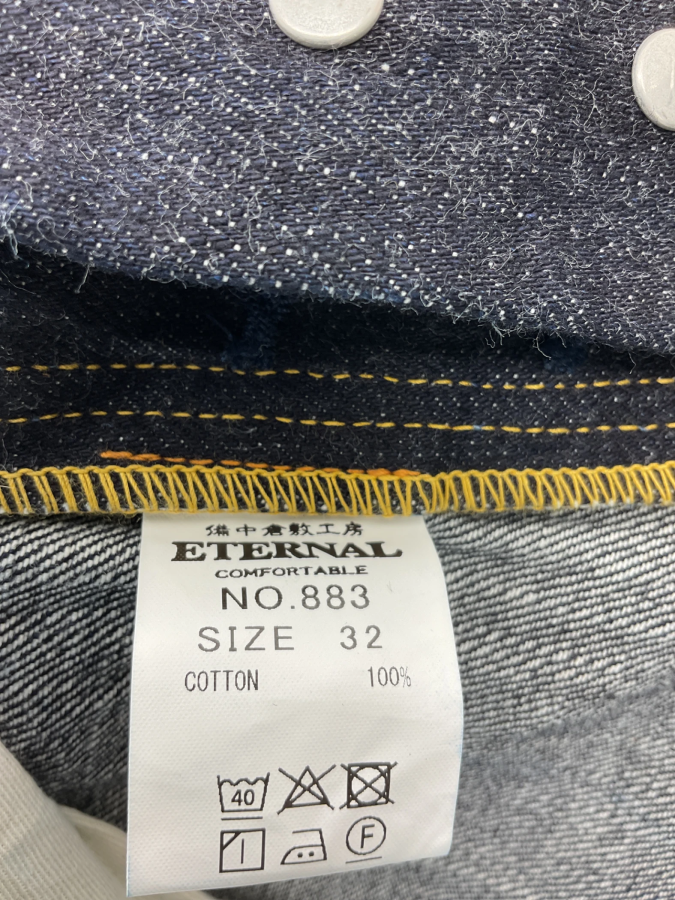 備中倉敷工房
ETERNAL
COMFORTABLE
NO.883
SIZE 32
COTTON 100%
40
F